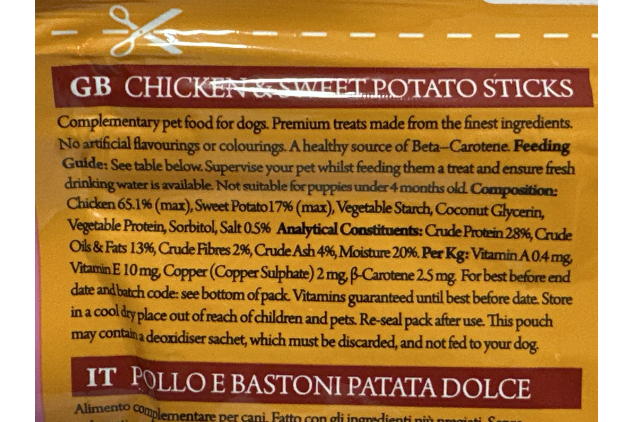 GB CHICKEN & SWEET POTATO STICKS
Complementary pet food for dogs. Premium treats made from the finest ingredients.
No artificial flavourings or colourings. A healthy source of Beta–Carotene. Feeding
Guide: See table below. Supervise your pet whilst feeding them a treat and ensure fresh
drinking water is available. Not suitable for puppies under 4 months old. Composition:
Chicken 65.1% (max), Sweet Potato 17% (max), Vegetable Starch, Coconut Glycerin,
Vegetable Protein, Sorbitol, Salt 0.5% Analytical Constituents: Crude Protein 28%, Crude
Oils & Fats 13%, Crude Fibres 2%, Crude Ash 4%, Moisture 20%. Per Kg: Vitamin A 0.4 mg,
Vitamin E 10 mg, Copper (Copper Sulphate) 2 mg, β-Carotene 2.5 mg. For best before end
date and batch code: see bottom of pack. Vitamins guaranteed until best before date. Store
in a cool dry place out of reach of children and pets. Re-seal pack after use. This pouch
may contain a deoxidiser sachet, which must be discarded, and not fed to your dog.
IT POLLO E BASTONI PATATA DOLCE
Alimento complementare per cani. Fatto con gli ingredienti più pregiati.